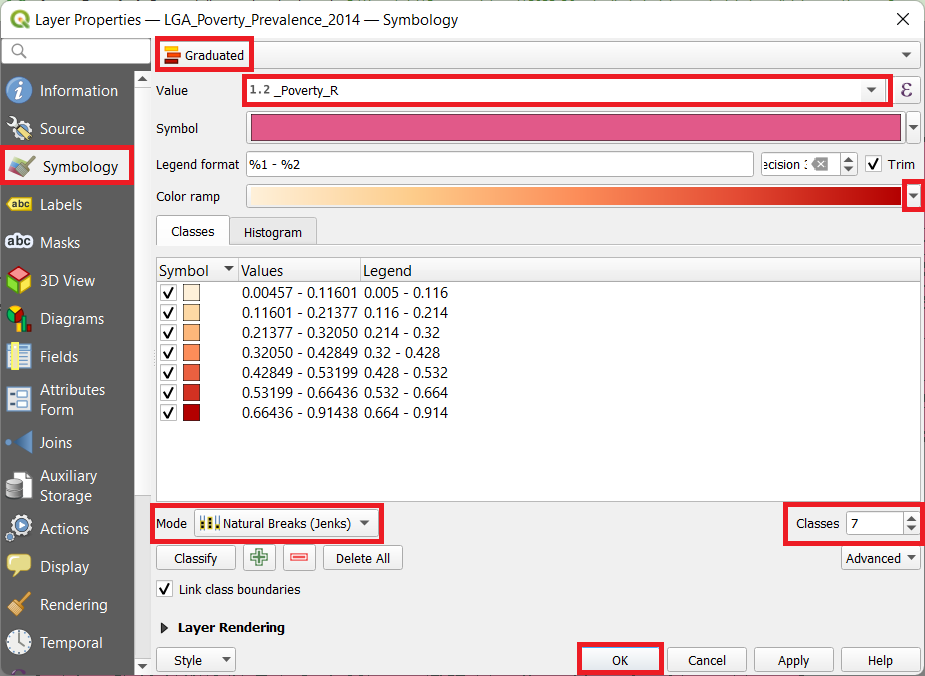 Layer Properties — LGA_Poverty_Prevalence_2014 — Symbology
Graduated
Information
Source
Symbology
Labels
Masks
3D View
Diagrams
Fields
Attributes
Form
Joins
Auxiliary
Storage
Actions
Display
Rendering
Temporal
Value 1.2 _Poverty_R ε
Symbol
Legend format %1 - %2 ecision 3 Trim
Color ramp
Classes Histogram
Symbol Values Legend
0.00457 - 0.11601 0.005 - 0.116
0.11601 - 0.21377 0.116 - 0.214
0.21377 - 0.32050 0.214 - 0.32
0.32050 - 0.42849 0.32 - 0.428
0.42849 - 0.53199 0.428 - 0.532
0.53199 - 0.66436 0.532 - 0.664
0.66436 - 0.91438 0.664 - 0.914
Mode Natural Breaks (Jenks) Classes 7
Classify Delete All Advanced
Link class boundaries
Layer Rendering
Style OK Cancel Apply Help